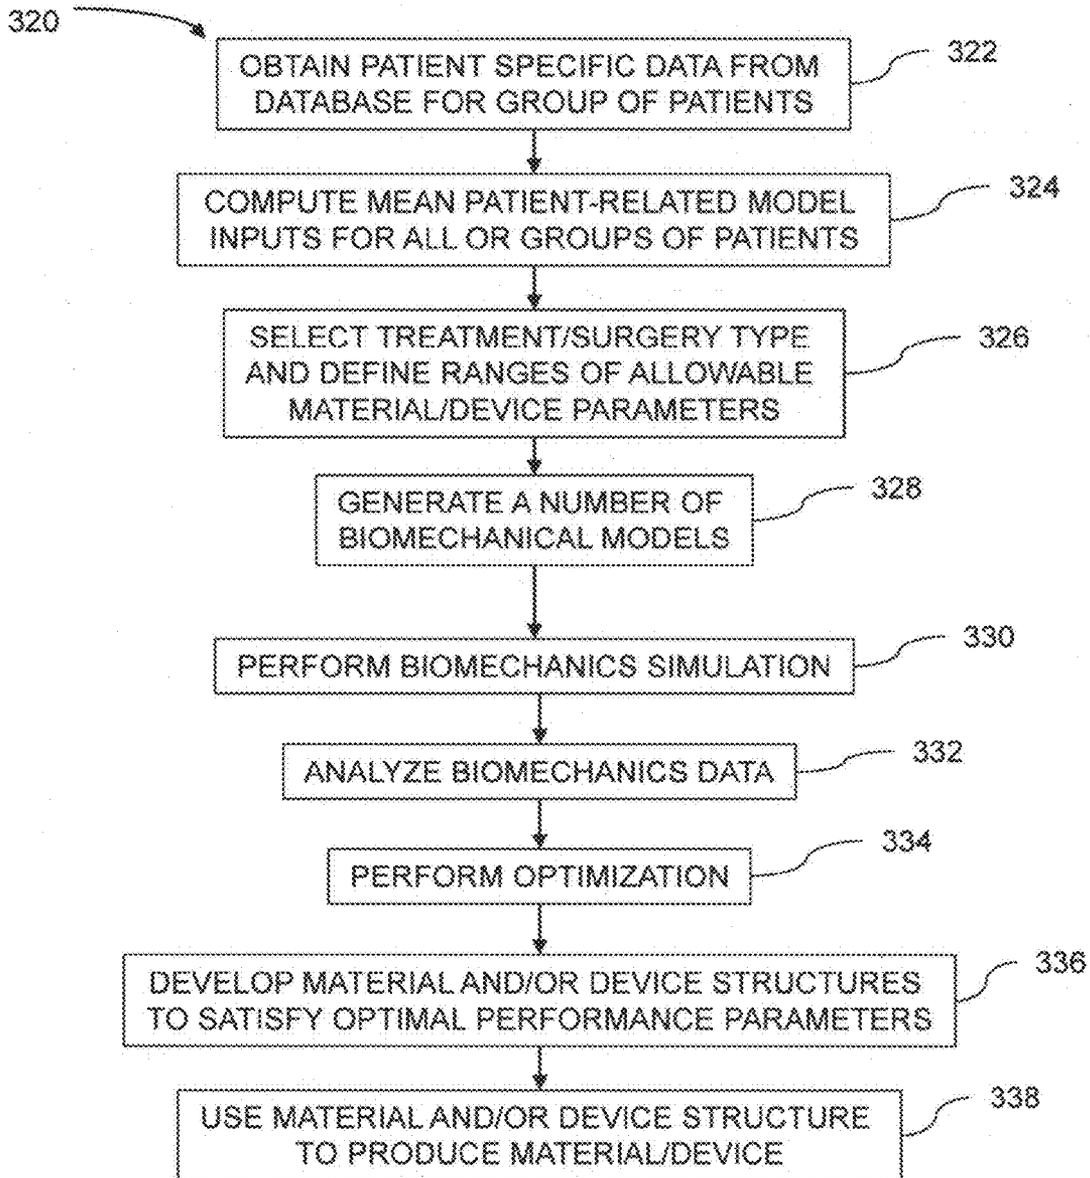 320
OBTAIN PATIENT SPECIFIC DATA FROM
DATABASE FOR GROUP OF PATIENTS
322
COMPUTE MEAN PATIENT-RELATED MODEL
INPUTS FOR ALL OR GROUPS OF PATIENTS
324
SELECT TREATMENT/SURGERY TYPE
AND DEFINE RANGES OF ALLOWABLE
MATERIAL/DEVICE PARAMETERS
326
GENERATE A NUMBER OF
BIOMECHANICAL MODELS
328
PERFORM BIOMECHANICS SIMULATION
330
ANALYZE BIOMECHANICS DATA
332
PERFORM OPTIMIZATION
334
DEVELOP MATERIAL AND/OR DEVICE STRUCTURES
TO SATISFY OPTIMAL PERFORMANCE PARAMETERS
336
USE MATERIAL AND/OR DEVICE STRUCTURE
TO PRODUCE MATERIAL/DEVICE
338